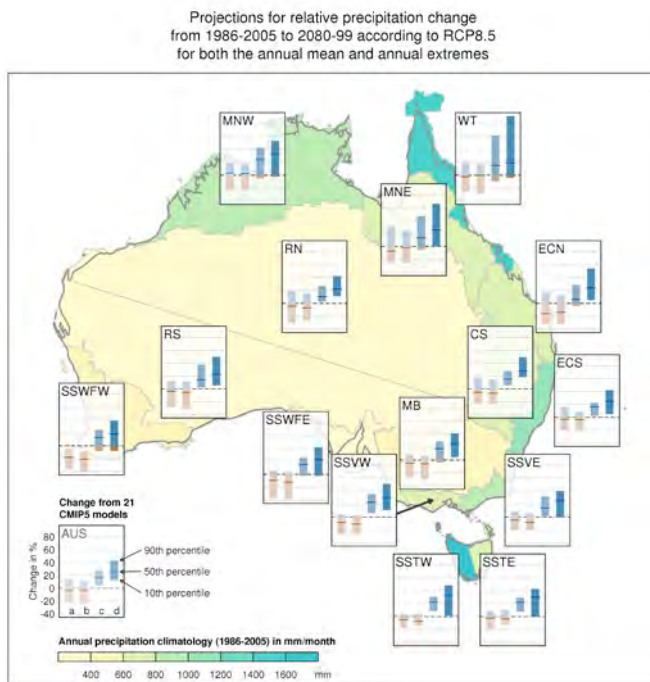 Projections for relative precipitation change
from 1986-2005 to 2080-99 according to RCP8.5
for both the annual mean and annual extremes
MNW
WT
MNE
RN
ECN
RS
CS
ECS
SSWFW
MB
SSWFE
SSVW
SSVE
Change from 21
CMIP5 models
AUS
Change in %
80
60
40
20
0
-20
-40
a b c d
90th percentile
50th percentile
10th percentile
SSTW
SSTE
Annual precipitation climatology (1986-2005) in mm/month
400 600 800 1000 1200 1400 1600 mm